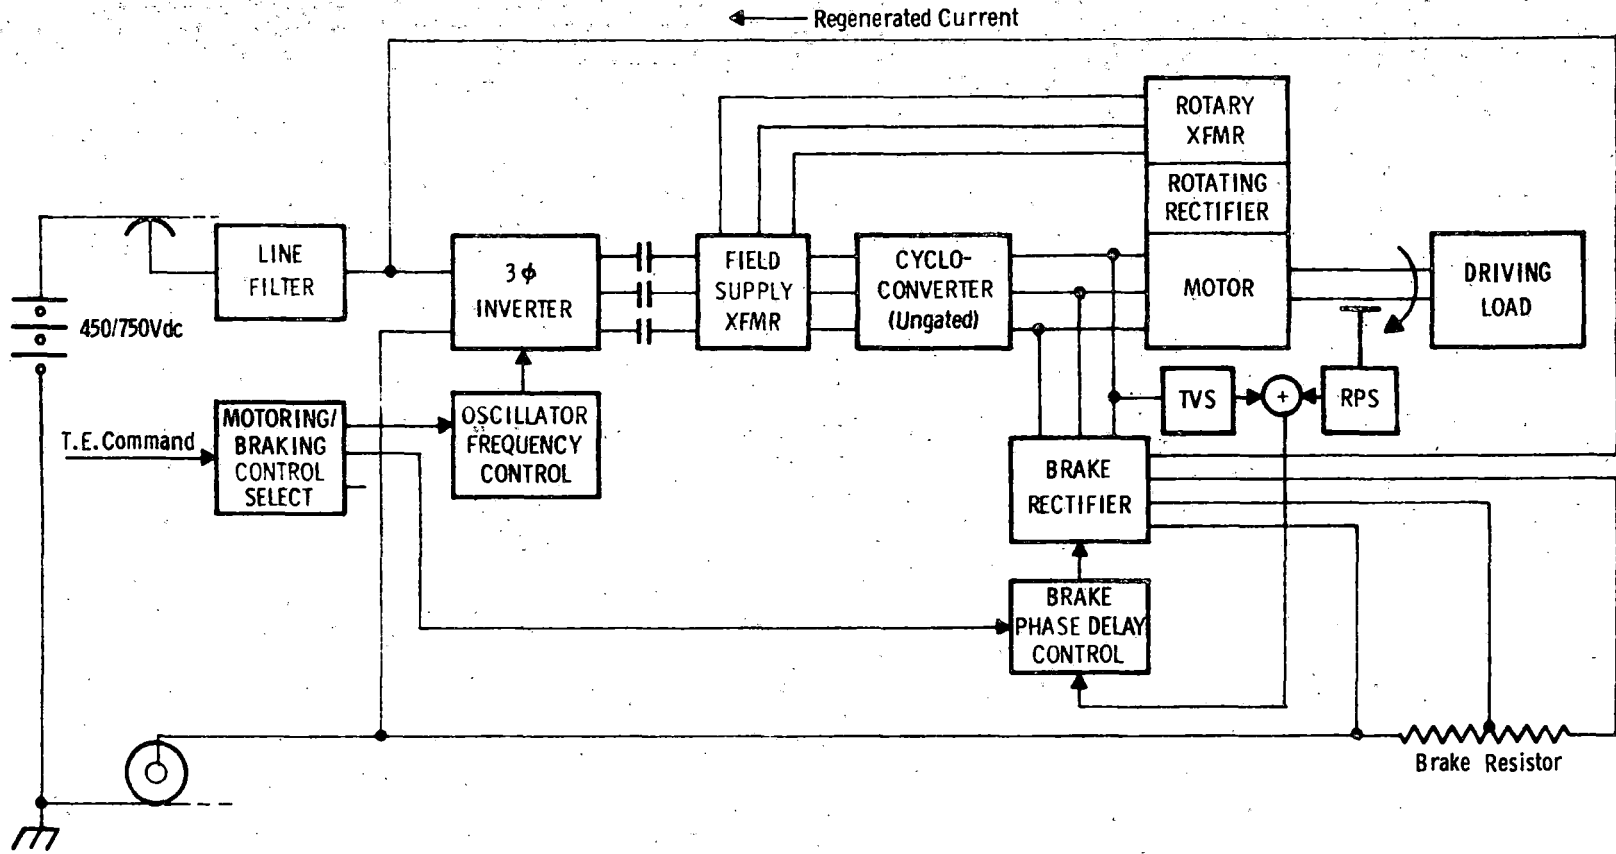 Regenerated Current
ROTARY
XFMR
ROTATING
RECTIFIER
MOTOR
LINE
FILTER
3ϕ
INVERTER
FIELD
SUPPLY
XFMR
CYCLO-
CONVERTER
(Ungated)
DRIVING
LOAD
450/750Vdc
T.E.Command
MOTORING/
BRAKING
CONTROL
SELECT
OSCILLATOR
FREQUENCY
CONTROL
TVS
+
RPS
BRAKE
RECTIFIER
BRAKE
PHASE DELAY
CONTROL
Brake Resistor